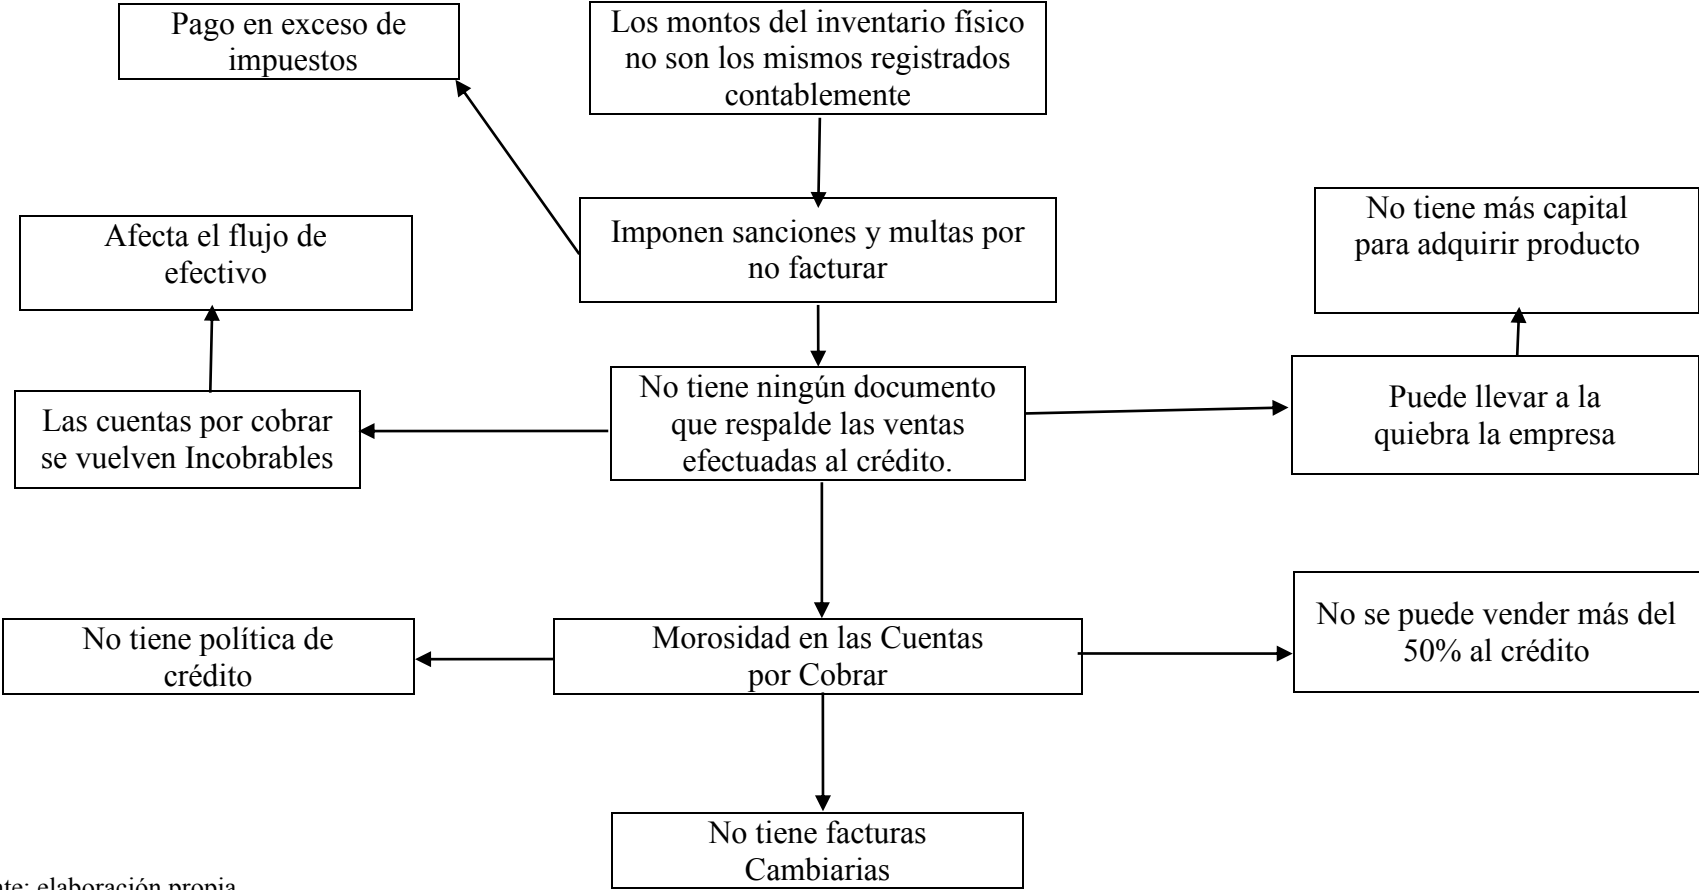 Pago en exceso de
impuestos
Los montos del inventario físico
no son los mismos registrados
contablemente
Afecta el flujo de
efectivo
Imponen sanciones y multas por
no facturar
No tiene más capital
para adquirir producto
Las cuentas por cobrar
se vuelven Incobrables
No tiene ningún documento
que respalde las ventas
efectuadas al crédito.
Puede llevar a la
quiebra la empresa
No tiene política de
crédito
Morosidad en las Cuentas
por Cobrar
No se puede vender más del
50% al crédito
No tiene facturas
Cambiarias
elaboración propia